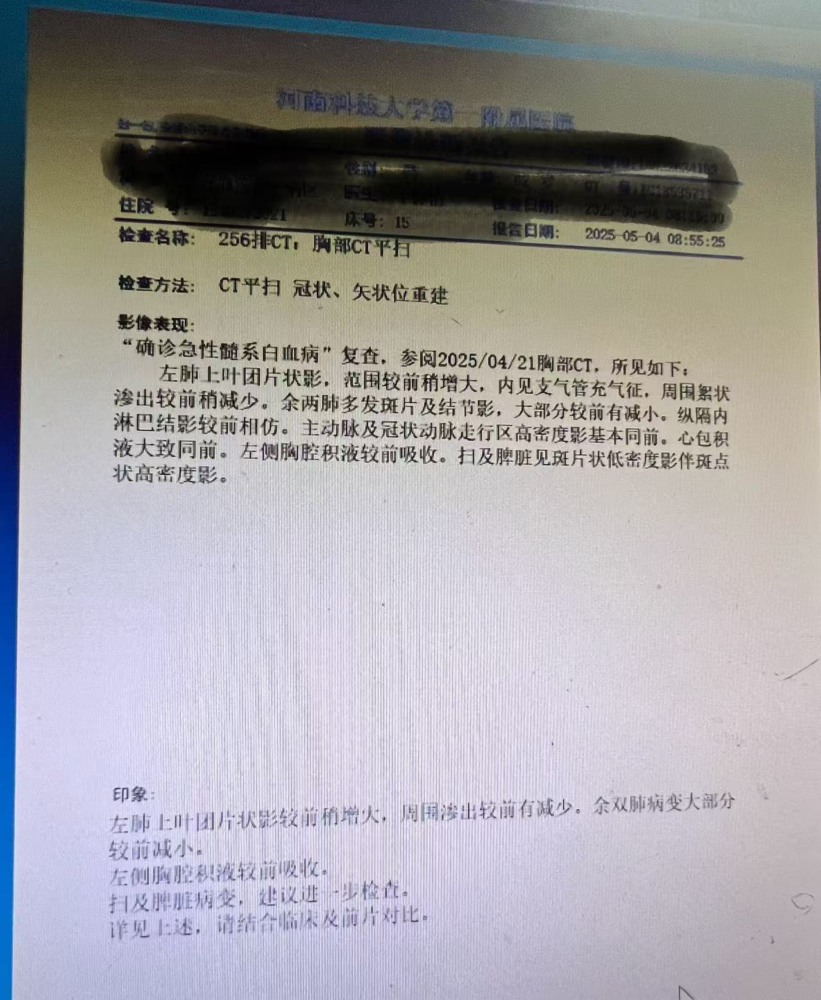 河南科技大学第一附属医院
性别:
医生:
检查日期: 2025-05-04
住院号:
床号: 15
报告日期: 2025-05-04 08:55:25
检查名称: 256排CT; 胸部CT平扫
检查方法: CT平扫 冠状、矢状位重建
影像表现:
“确诊急性髓系白血病”复查，参阅2025/04/21胸部CT，所见如下:
左肺上叶团片状影，范围较前稍增大，内见支气管充气征，周围絮状
渗出较前稍减少。余两肺多发斑片及结节影，大部分较前有减小。纵隔内
淋巴结影较前相仿。主动脉及冠状动脉走行区高密度影基本同前。心包积
液大致同前。左侧胸腔积液较前吸收。扫及脾脏见斑片状低密度影伴斑点
状高密度影。
印象:
左肺上叶团片状影较前稍增大，周围渗出较前有减少。余双肺病变大部分
较前减小。
左侧胸腔积液较前吸收。
扫及脾脏病变，建议进一步检查。
详见上述，请结合临床及前片对比。